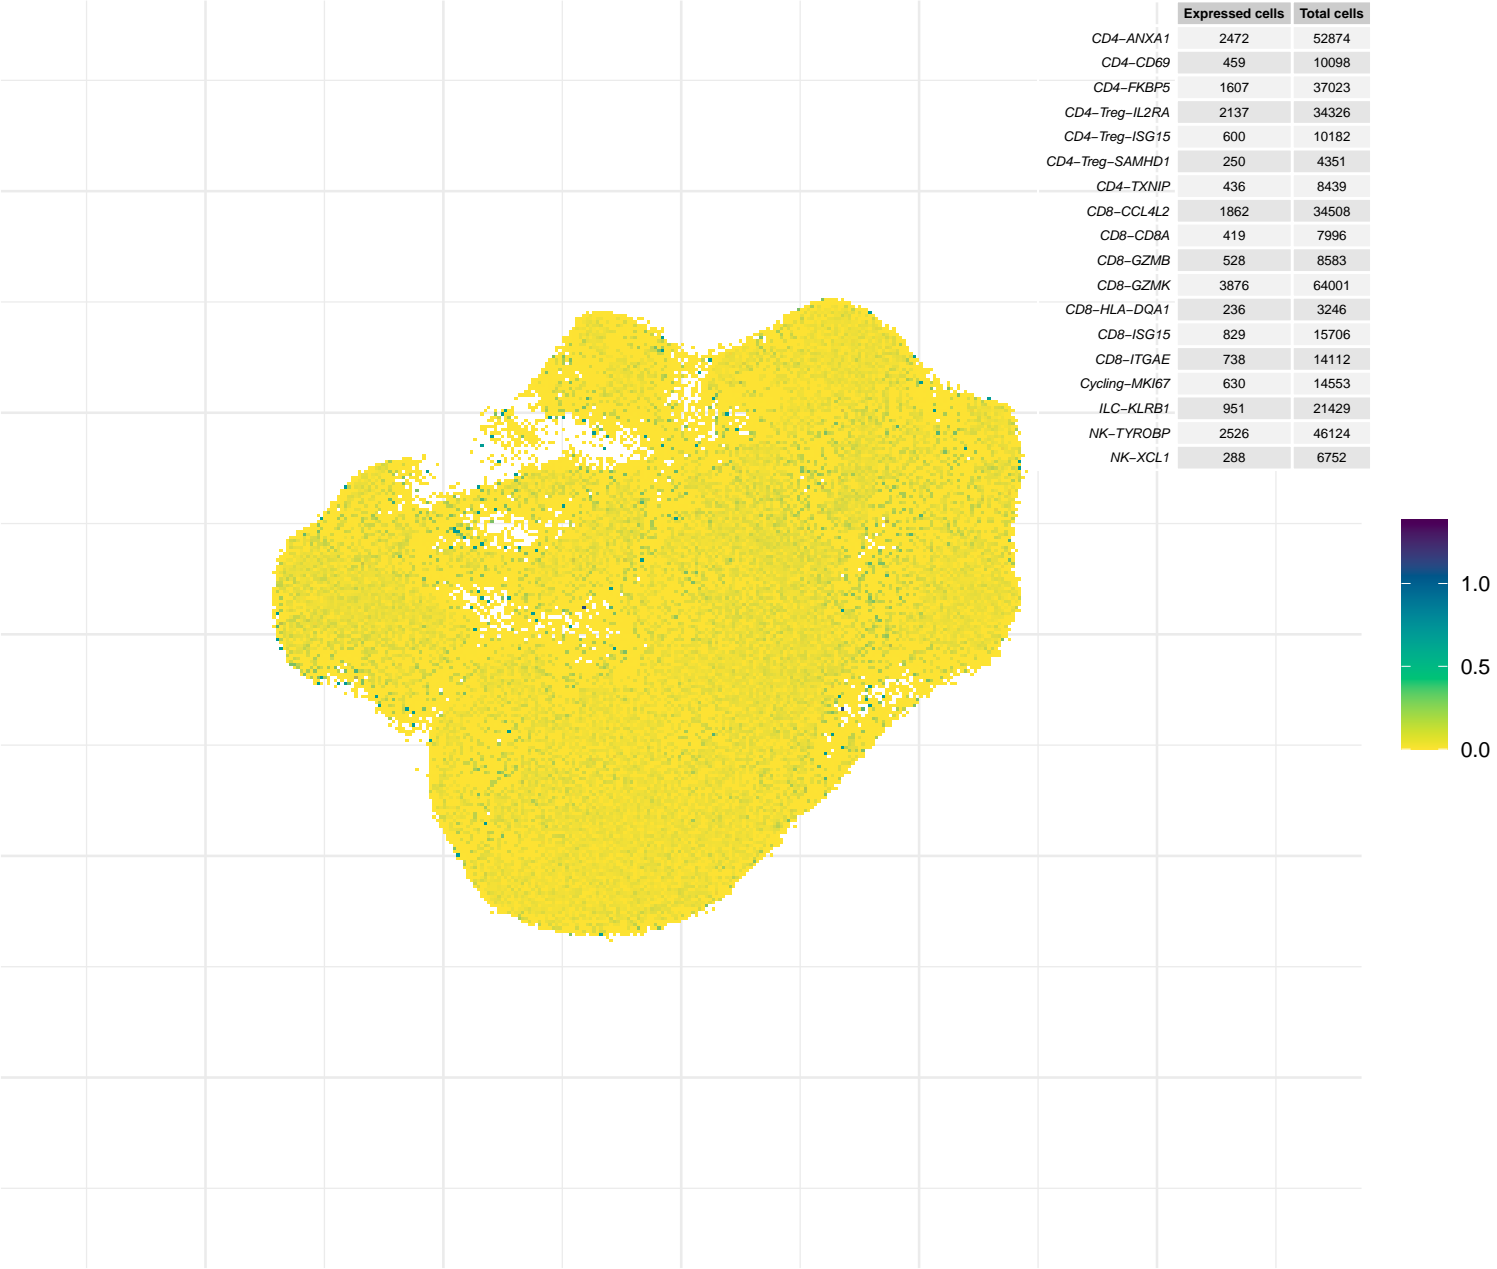 Expressed cells Total cells
CD4−ANXA1 2472 52874
CD4−CD69 459 10098
CD4−FKBP5 1607 37023
CD4−Treg−IL2RA 2137 34326
CD4−Treg−ISG15 600 10182
CD4−Treg−SAMHD1 250 4351
CD4−TXNIP 436 8439
CD8−CCL4L2 1862 34508
CD8−CD8A 419 7996
CD8−GZMB 528 8583
CD8−GZMK 3876 64001
CD8−HLA−DQA1 236 3246
CD8−ISG15 829 15706
CD8−ITGAE 738 14112
Cycling−MKI67 630 14553
ILC−KLRB1 951 21429
NK−TYROBP 2526 46124
NK−XCL1 288 6752
1.0
0.5
0.0